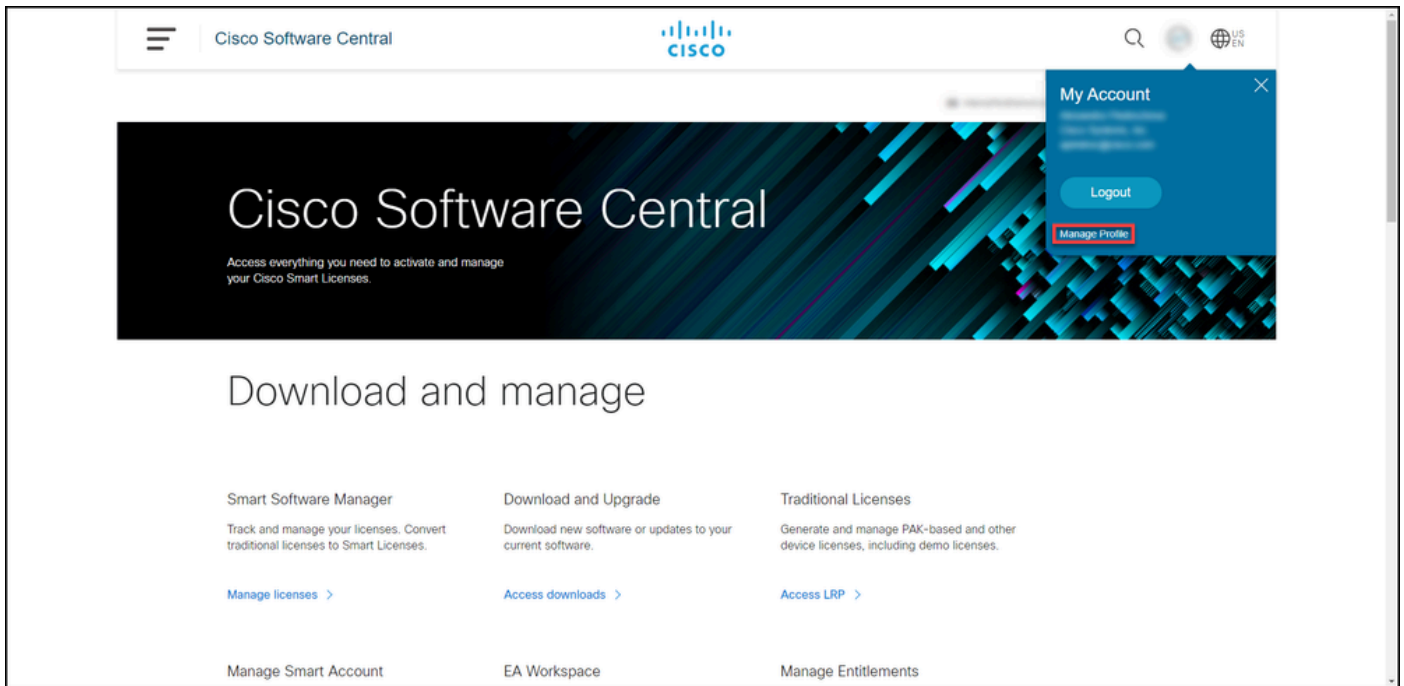 Cisco Software Central
CISCO
US
EN
My Account
Logout
Manage Profile
Cisco Software Central
Access everything you need to activate and manage
your Cisco Smart Licenses.
Download and manage
Smart Software Manager
Track and manage your licenses. Convert
traditional licenses to Smart Licenses.
Manage licenses >
Download and Upgrade
Download new software or updates to your
current software.
Access downloads >
Traditional Licenses
Generate and manage PAK-based and other
device licenses, including demo licenses.
Access LRP >
Manage Smart Account
EA Workspace
Manage Entitlements